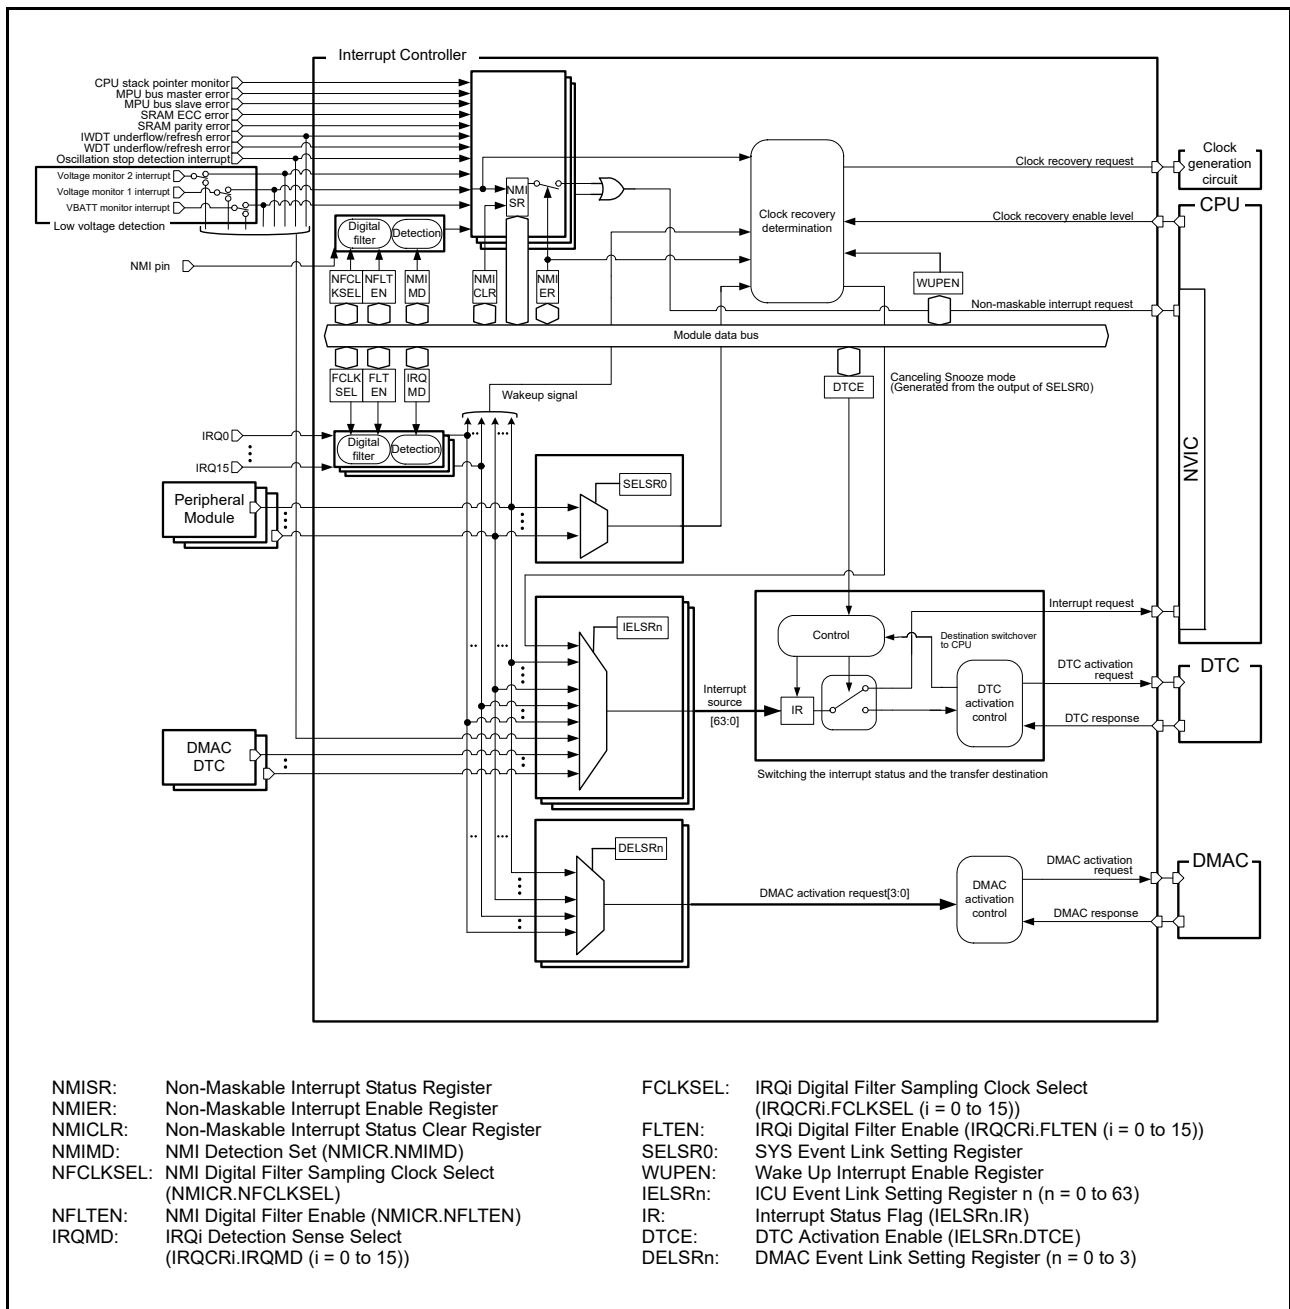 Interrupt Controller
CPU stack pointer monitor
MPU bus master error
MPU bus slave error
SRAM ECC error
SRAM parity error
IWDT underflow/refresh error
WDT underflow/refresh error
Oscillation stop detection interrupt
Voltage monitor 2 interrupt
Voltage monitor 1 interrupt
VBATT monitor interrupt
Low voltage detection
NMI pin
Digital
filter
Detection
NMI
SR
NFCL
KSEL
NFLT
EN
NMI
MD
NMI
CLR
NMI
ER
Clock recovery
determination
WUPEN
Clock recovery request
Clock recovery enable level
Non-maskable interrupt request
Clock
generation
circuit
CPU
NVIC
Module data bus
FCLK
SEL
FLT
EN
IRQ
MD
Wakeup signal
DTCE
Canceling Snooze mode
(Generated from the output of SELSR0)
IRQ0
IRQ15
Digital
filter
Detection
Peripheral
Module
SELSR0
IELSRn
Interrupt
source
[63:0]
Control
IR
Destination switchover
to CPU
DTC
activation
control
Interrupt request
DTC activation
request
DTC response
DTC
Switching the interrupt status and the transfer destination
DMAC
DTC
DELSRn
DMAC activation request[3:0]
DMAC
activation
control
DMAC activation
request
DMAC response
DMAC
NMISR: Non-Maskable Interrupt Status Register
NMIER: Non-Maskable Interrupt Enable Register
NMICLR: Non-Maskable Interrupt Status Clear Register
NMIMD: NMI Detection Set (NMICR.NMIMD)
NFCLKSEL: NMI Digital Filter Sampling Clock Select
(NMICR.NFCLKSEL)
NFLTEN: NMI Digital Filter Enable (NMICR.NFLTEN)
IRQMD: IRQi Detection Sense Select
(IRQCRi.IRQMD (i = 0 to 15))
FCLKSEL: IRQi Digital Filter Sampling Clock Select
(IRQCRi.FCLKSEL (i = 0 to 15))
FLTEN: IRQi Digital Filter Enable (IRQCRi.FLTEN (i = 0 to 15))
SELSR0: SYS Event Link Setting Register
WUPEN: Wake Up Interrupt Enable Register
IELSRn: ICU Event Link Setting Register n (n = 0 to 63)
IR: Interrupt Status Flag (IELSRn.IR)
DTCE: DTC Activation Enable (IELSRn.DTCE)
DELSRn: DMAC Event Link Setting Register (n = 0 to 3)